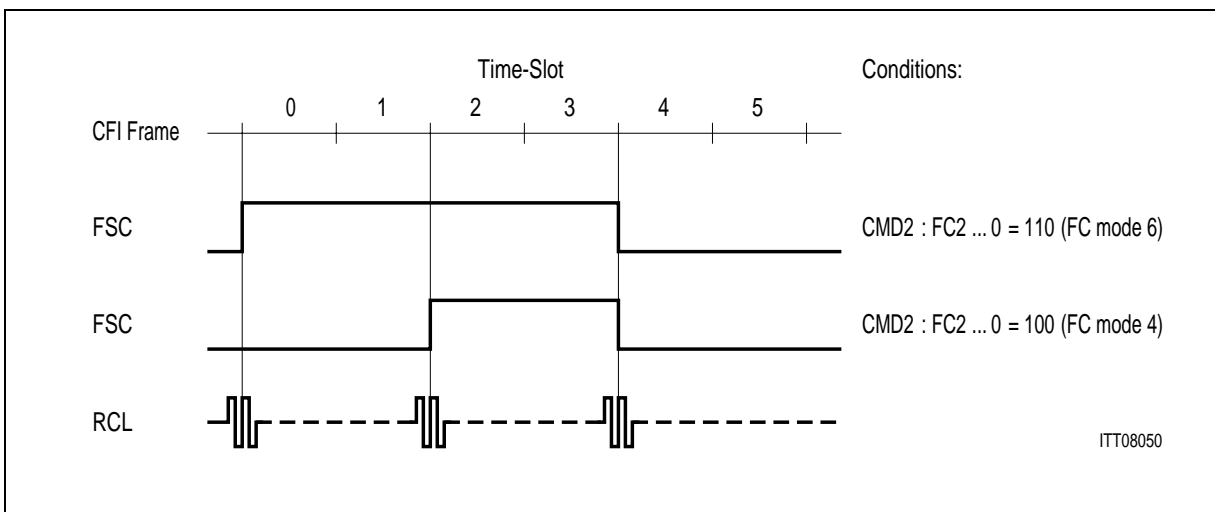 Time-Slot Conditions:
0 1 2 3 4 5
CFI Frame
FSC CMD2 : FC2 ... 0 = 110 (FC mode 6)
FSC CMD2 : FC2 ... 0 = 100 (FC mode 4)
RCL
ITT08050